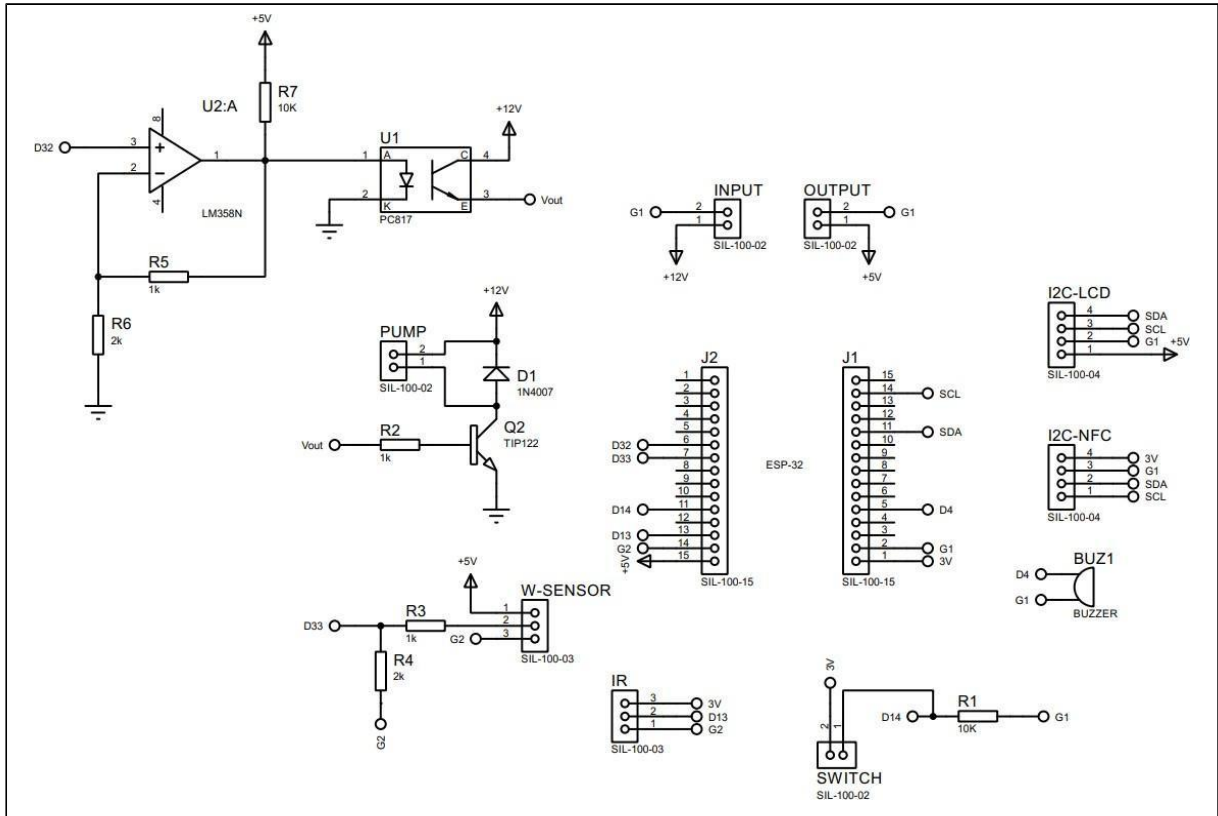 +5V
R7
10K
U2:A
8
D32
3
2
1
4
LM358N
R5
1k
R6
2k
+12V
U1
1
A
C
4
2
K
E
3
Vout
PC817
INPUT
G1
2
1
SIL-100-02
+12V
OUTPUT
2
G1
1
SIL-100-02
+5V
+12V
PUMP
2
1
SIL-100-02
D1
1N4007
Q2
TIP122
Vout
R2
1k
J2
1
2
3
4
5
D32
6
D33
7
8
9
10
D14
11
12
D13
13
G2
14
+5V
15
SIL-100-15
ESP-32
J1
15
14
SCL
13
12
11
SDA
10
9
8
7
6
5
D4
4
3
2
G1
1
3V
SIL-100-15
I2C-LCD
4
SDA
3
SCL
2
G1
+5V
1
SIL-100-04
I2C-NFC
4
3V
3
G1
2
SDA
1
SCL
SIL-100-04
BUZ1
D4
G1
BUZZER
+5V
W-SENSOR
1
2
G2
3
SIL-100-03
D33
R3
1k
R4
2k
G2
IR
3
3V
2
D13
1
G2
SIL-100-03
3V
2
1
SWITCH
SIL-100-02
D14
R1
10K
G1